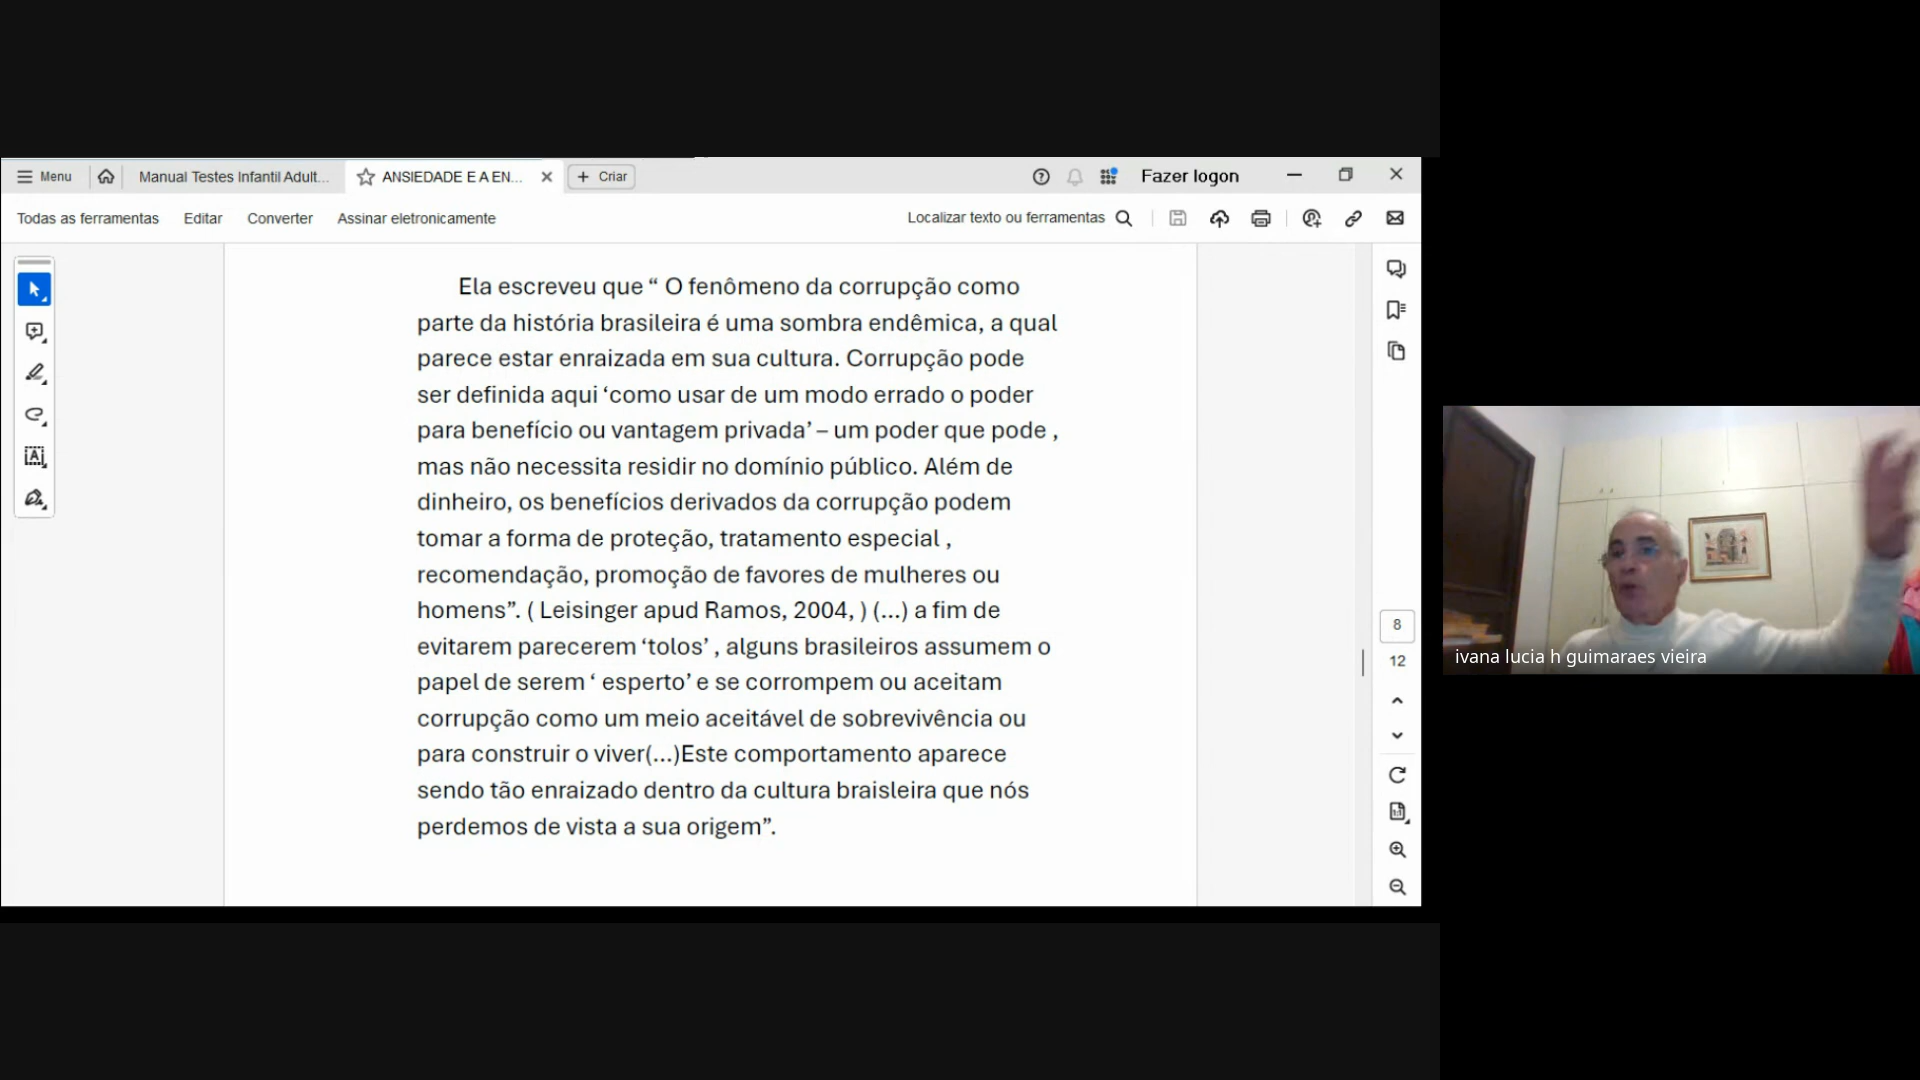 Menu
Manual Testes Infantil Adult...
ANSIEDADE E A EN...
Criar
Fazer logon
Todas as ferramentas
Editar
Converter
Assinar eletronicamente
Localizar texto ou ferramentas
Ela escreveu que “ O fenômeno da corrupção como
parte da história brasileira é uma sombra endêmica, a qual
parece estar enraizada em sua cultura. Corrupção pode
ser definida aqui ‘como usar de um modo errado o poder
para benefício ou vantagem privada’ – um poder que pode ,
mas não necessita residir no domínio público. Além de
dinheiro, os benefícios derivados da corrupção podem
tomar a forma de proteção, tratamento especial ,
recomendação, promoção de favores de mulheres ou
homens”. ( Leisinger apud Ramos, 2004, ) (...) a fim de
evitarem parecerem ‘tolos’ , alguns brasileiros assumem o
papel de serem ‘ esperto’ e se corrompem ou aceitam
corrupção como um meio aceitável de sobrevivência ou
para construir o viver(...)Este comportamento aparece
sendo tão enraizado dentro da cultura braisleira que nós
perdemos de vista a sua origem”.
8
12
ivana lucia h guimaraes vieira